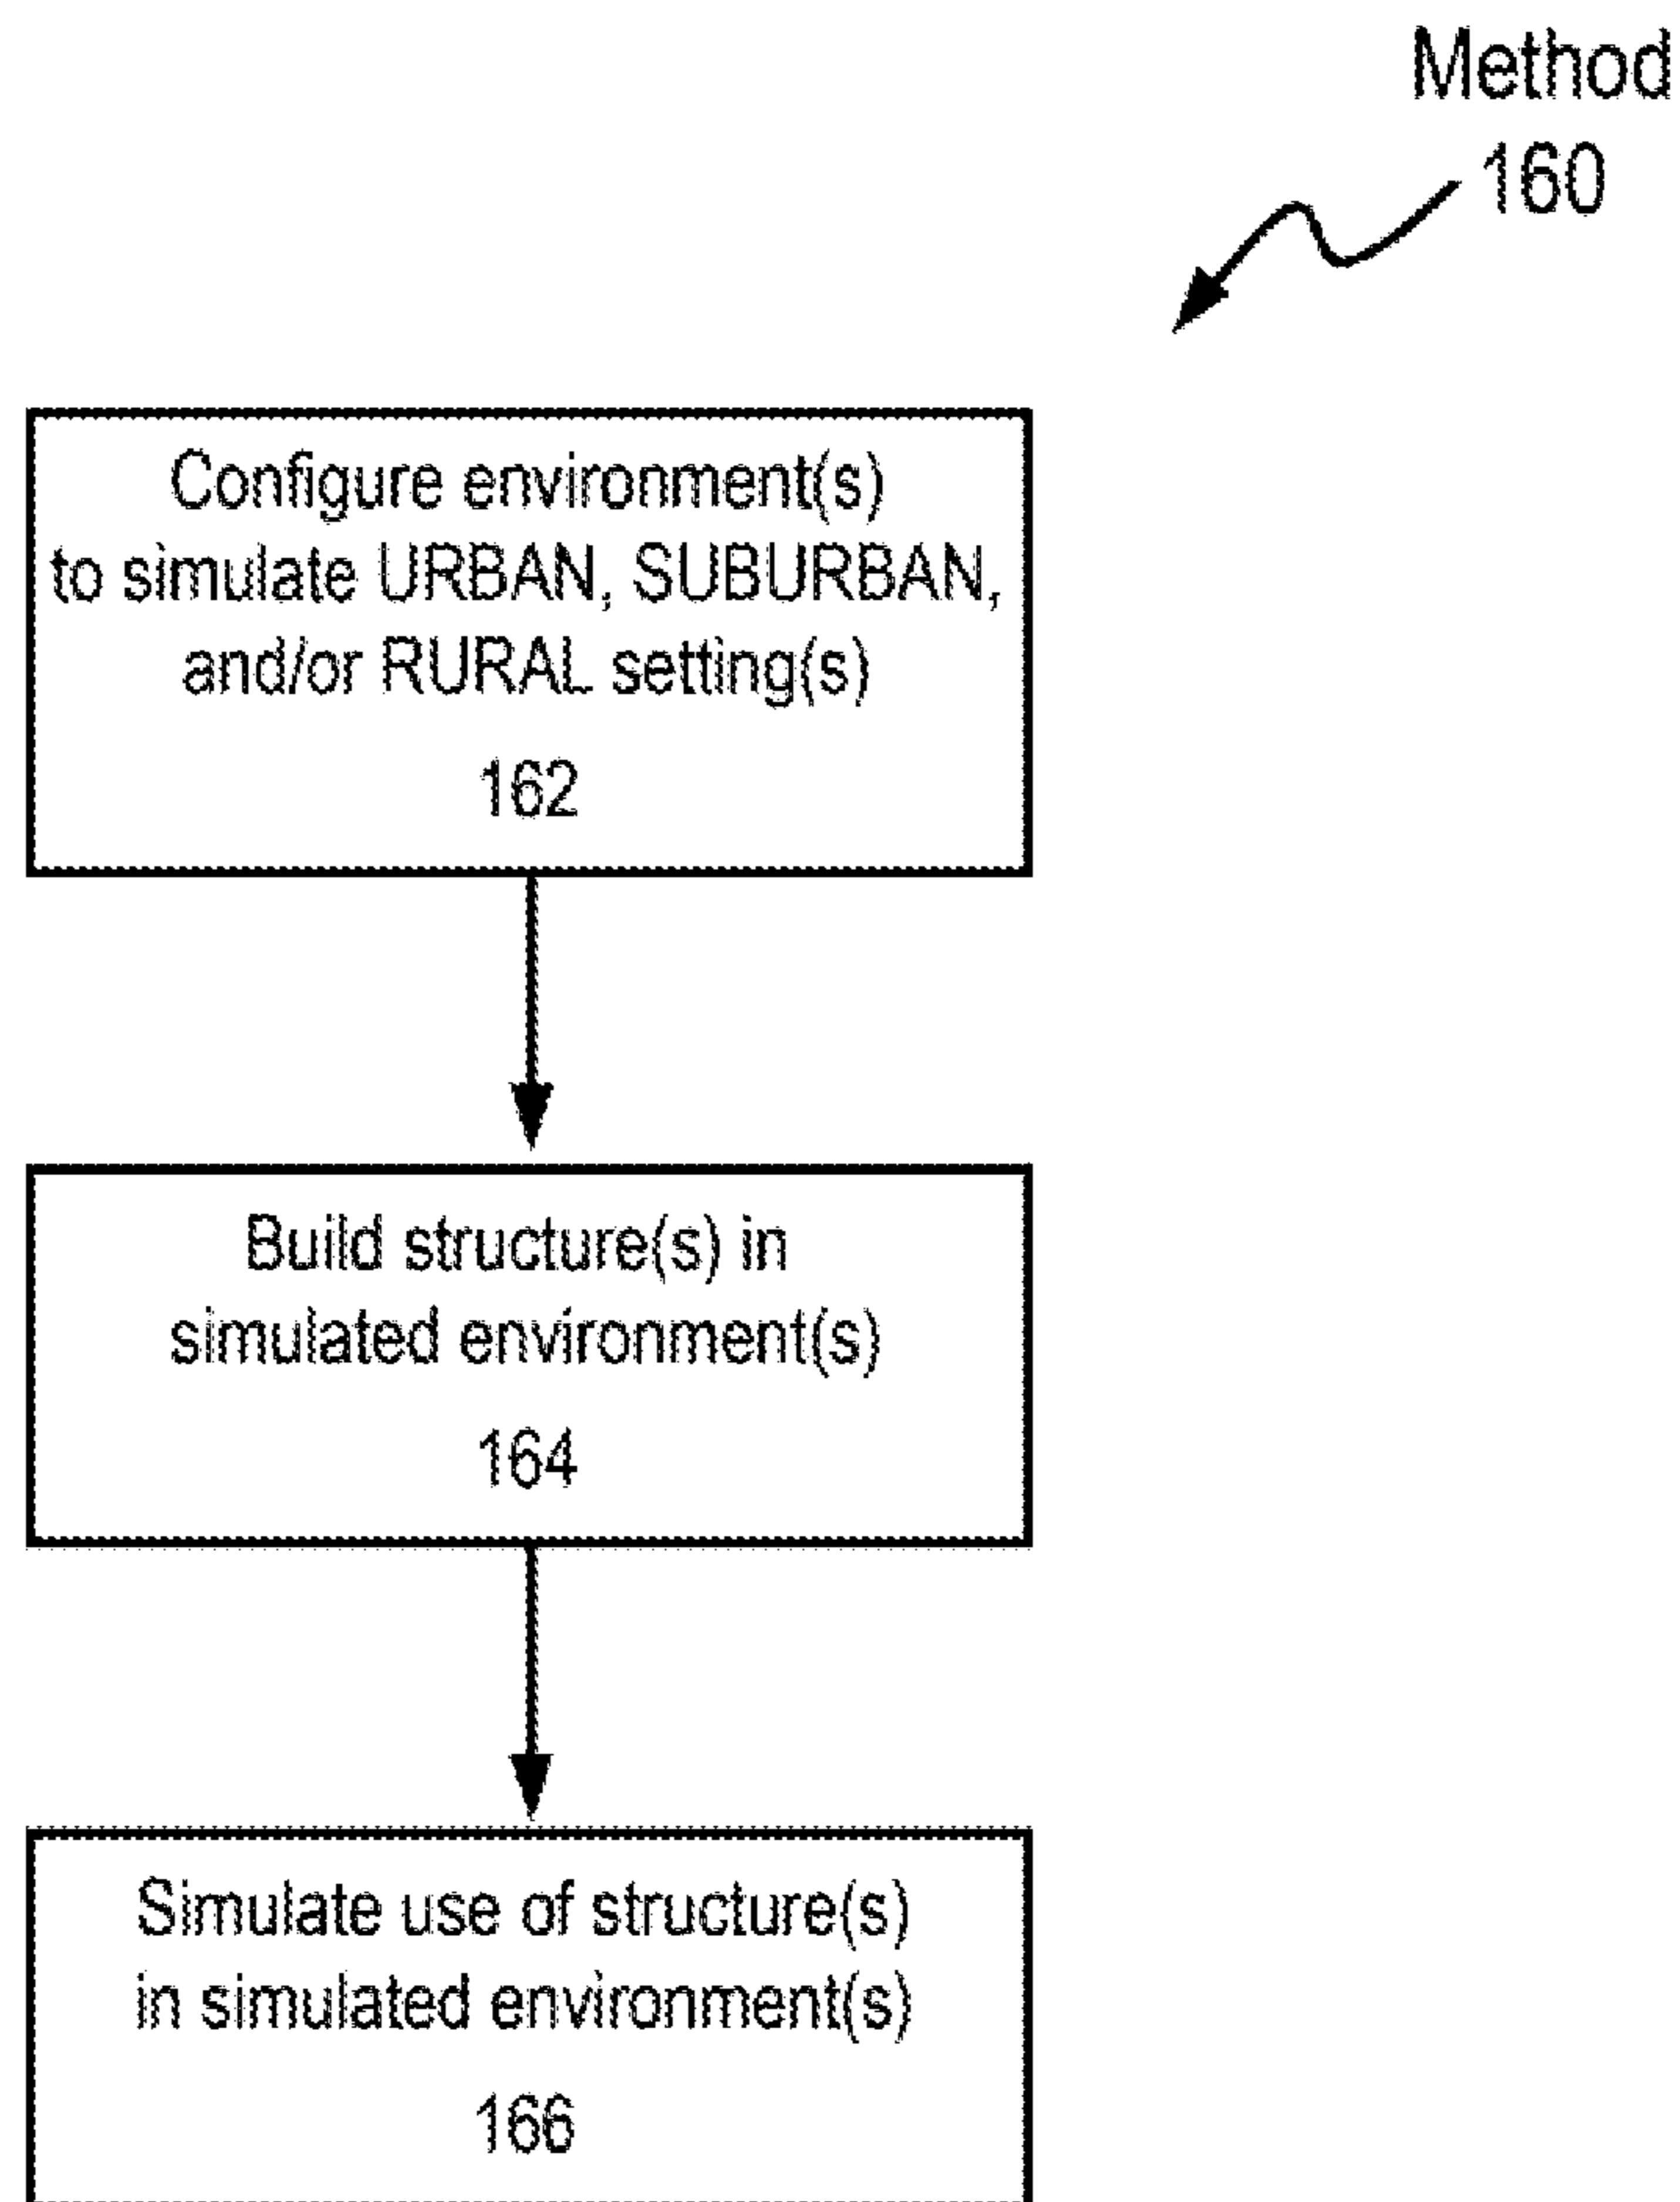 Method
160
Configure environment(s)
to simulate URBAN, SUBURBAN,
and/or RURAL setting(s)
162
Build structure(s) in
simulated environment(s)
164
Simulate use of structure(s)
in simulated environment(s)
166